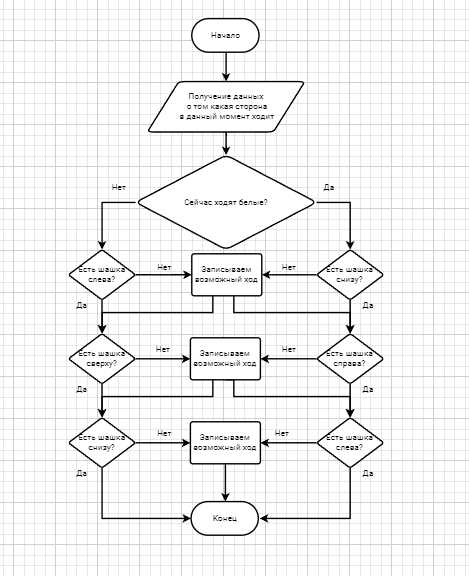 Начало
Получение данных
о том какая сторона
в данный момент ходит
Сейчас ходят белые?
Нет
Да
Есть шашка
слева?
Нет
Записываем
возможный ход
Нет
Есть шашка
снизу?
Да
Да
Есть шашка
сверху?
Нет
Записываем
возможный ход
Нет
Есть шашка
справа?
Да
Да
Есть шашка
снизу?
Нет
Записываем
возможный ход
Нет
Есть шашка
слева?
Да
Да
Конец